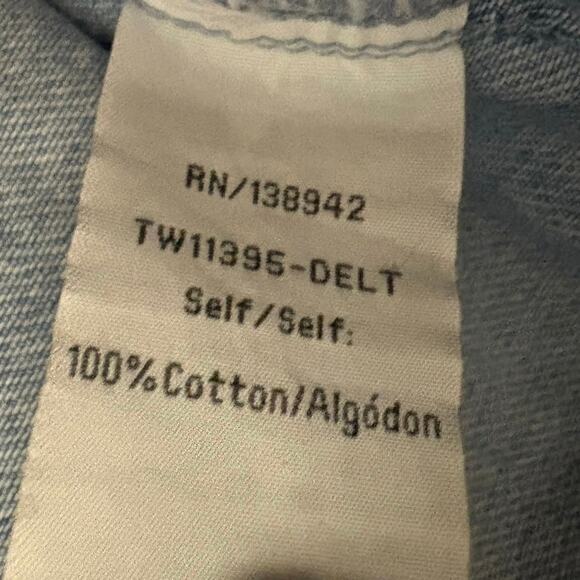 RN/138942
TW11395-DELT
Self/Self:
100%Cotton/Algódon